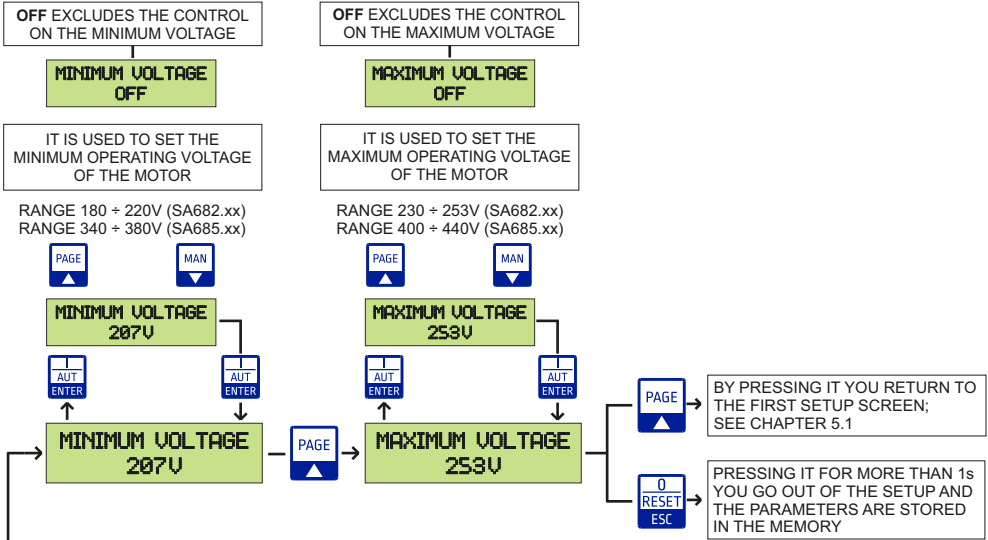 OFF EXCLUDES THE CONTROL
ON THE MINIMUM VOLTAGE
MINIMUM VOLTAGE
OFF
IT IS USED TO SET THE
MINIMUM OPERATING VOLTAGE
OF THE MOTOR
RANGE 180 ÷ 220V (SA682.xx)
RANGE 340 ÷ 380V (SA685.xx)
PAGE
MAN
MINIMUM VOLTAGE
207V
I
AUT
ENTER
I
AUT
ENTER
MINIMUM VOLTAGE
207V
PAGE
OFF EXCLUDES THE CONTROL
ON THE MAXIMUM VOLTAGE
MAXIMUM VOLTAGE
OFF
IT IS USED TO SET THE
MAXIMUM OPERATING VOLTAGE
OF THE MOTOR
RANGE 230 ÷ 253V (SA682.xx)
RANGE 400 ÷ 440V (SA685.xx)
PAGE
MAN
MAXIMUM VOLTAGE
253V
I
AUT
ENTER
I
AUT
ENTER
MAXIMUM VOLTAGE
253V
PAGE
BY PRESSING IT YOU RETURN TO
THE FIRST SETUP SCREEN;
SEE CHAPTER 5.1
0
RESET
ESC
PRESSING IT FOR MORE THAN 1s
YOU GO OUT OF THE SETUP AND
THE PARAMETERS ARE STORED
IN THE MEMORY